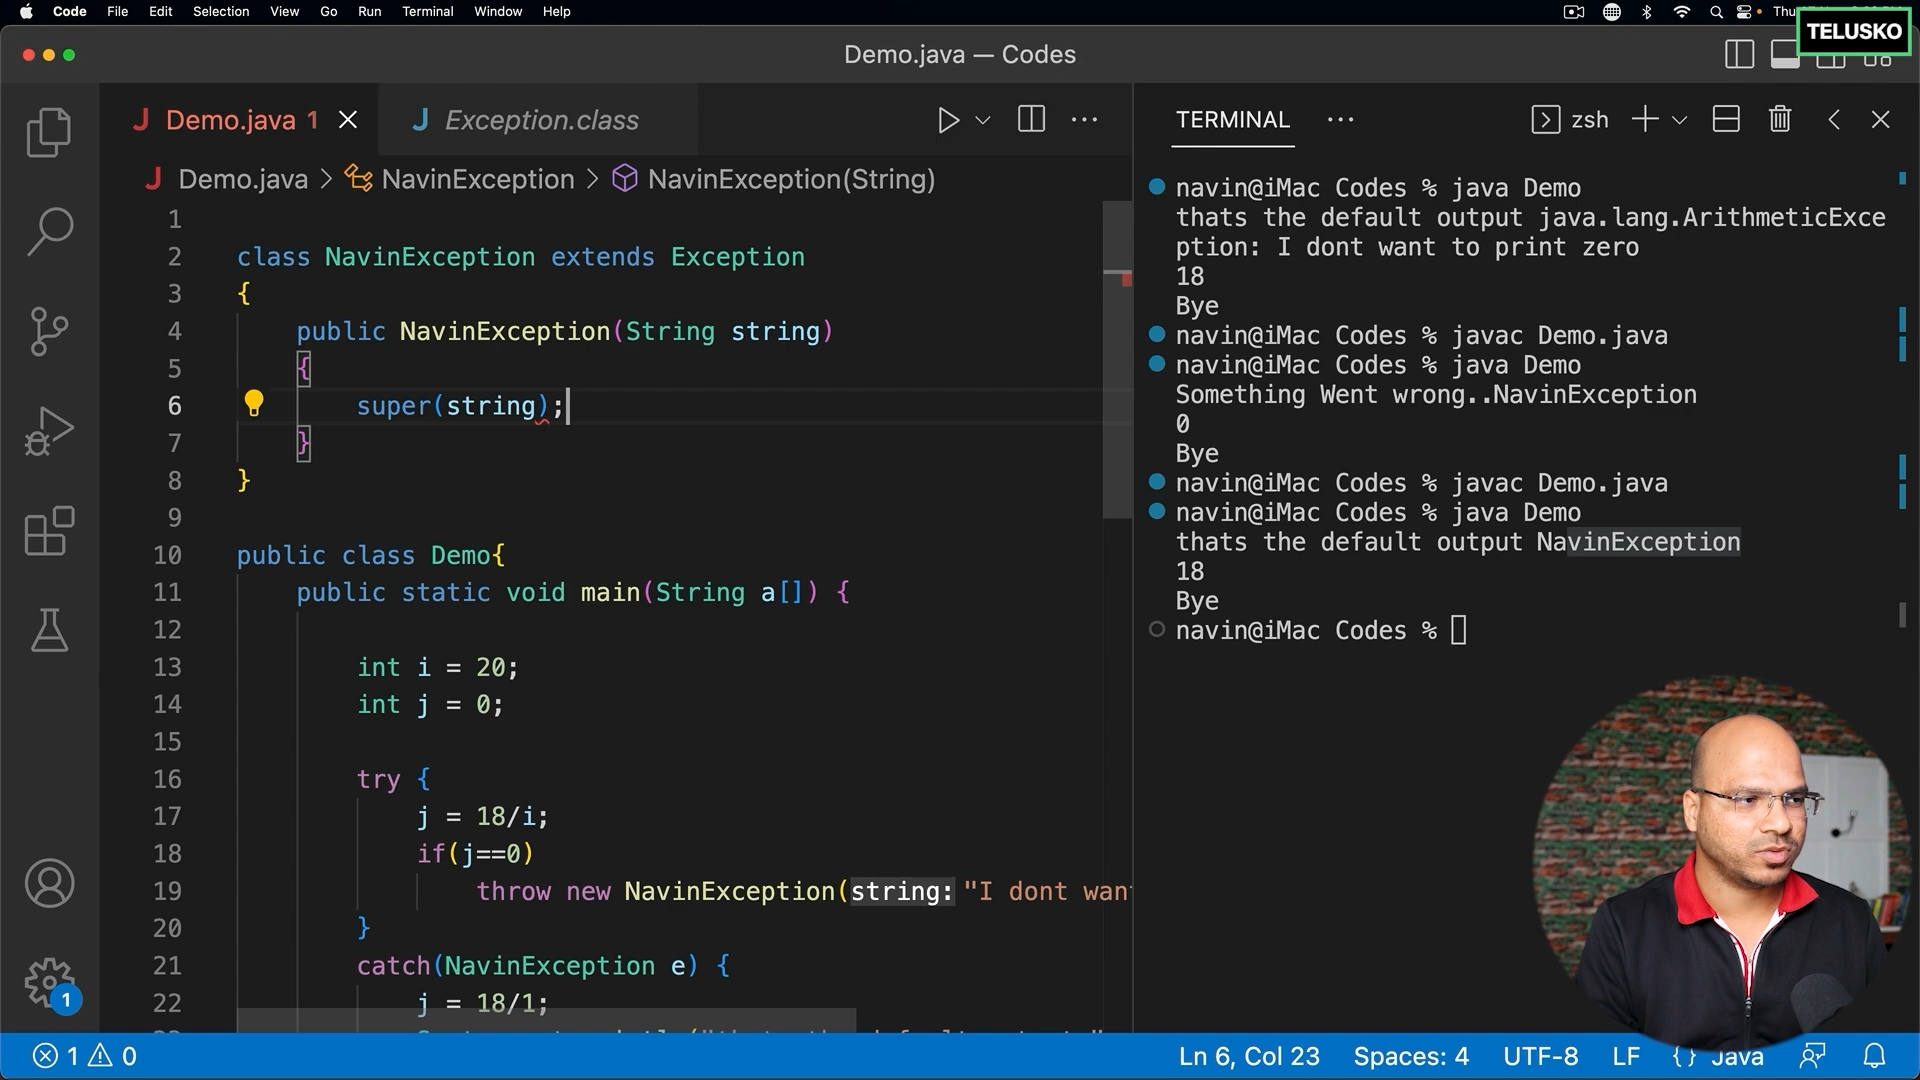 Code File Edit Selection View Go Run Terminal Window Help Thu
TELUSKO
Demo.java — Codes
Demo.java 1
Exception.class
Demo.java > NavinException > NavinException(String)
1
2 class NavinException extends Exception
3 {
4 public NavinException(String string)
5 {
6 super(string);
7 }
8 }
9
10 public class Demo{
11 public static void main(String a[]) {
12
13 int i = 20;
14 int j = 0;
15
16 try {
17 j = 18/i;
18 if(j==0)
19 throw new NavinException(string: "I dont wan
20 }
21 catch(NavinException e) {
22 j = 18/1;
TERMINAL
zsh
navin@iMac Codes % java Demo
thats the default output java.lang.ArithmeticExce
ption: I dont want to print zero
18
Bye
navin@iMac Codes % javac Demo.java
navin@iMac Codes % java Demo
Something Went wrong..NavinException
0
Bye
navin@iMac Codes % javac Demo.java
navin@iMac Codes % java Demo
thats the default output NavinException
18
Bye
navin@iMac Codes %
1
1 0
Ln 6, Col 23 Spaces: 4 UTF-8 LF {} Java